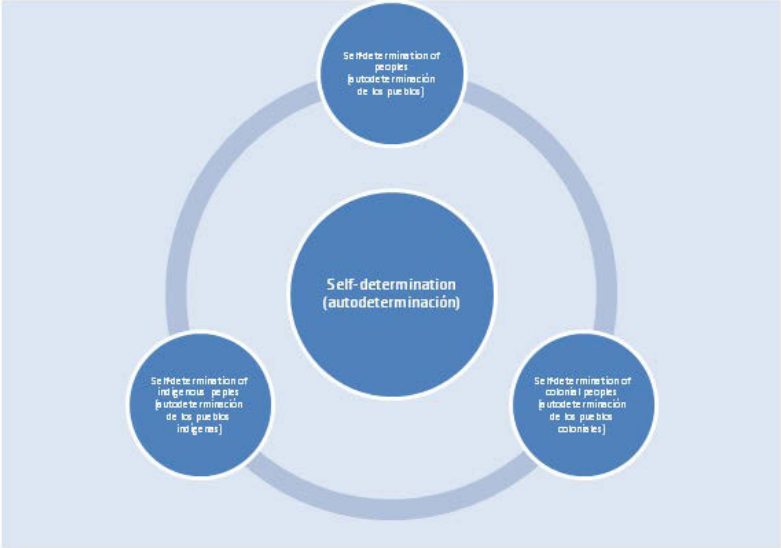 Self-determination of
peoples
(autodeterminación
de los pueblos)
Self-determination
(autodeterminación)
Self-determination of
indigenous peples
(autodeterminación
de los pueblos
indígenas)
Self-determination of
colonial peoples
(autodeterminación
de los pueblos
coloniales)